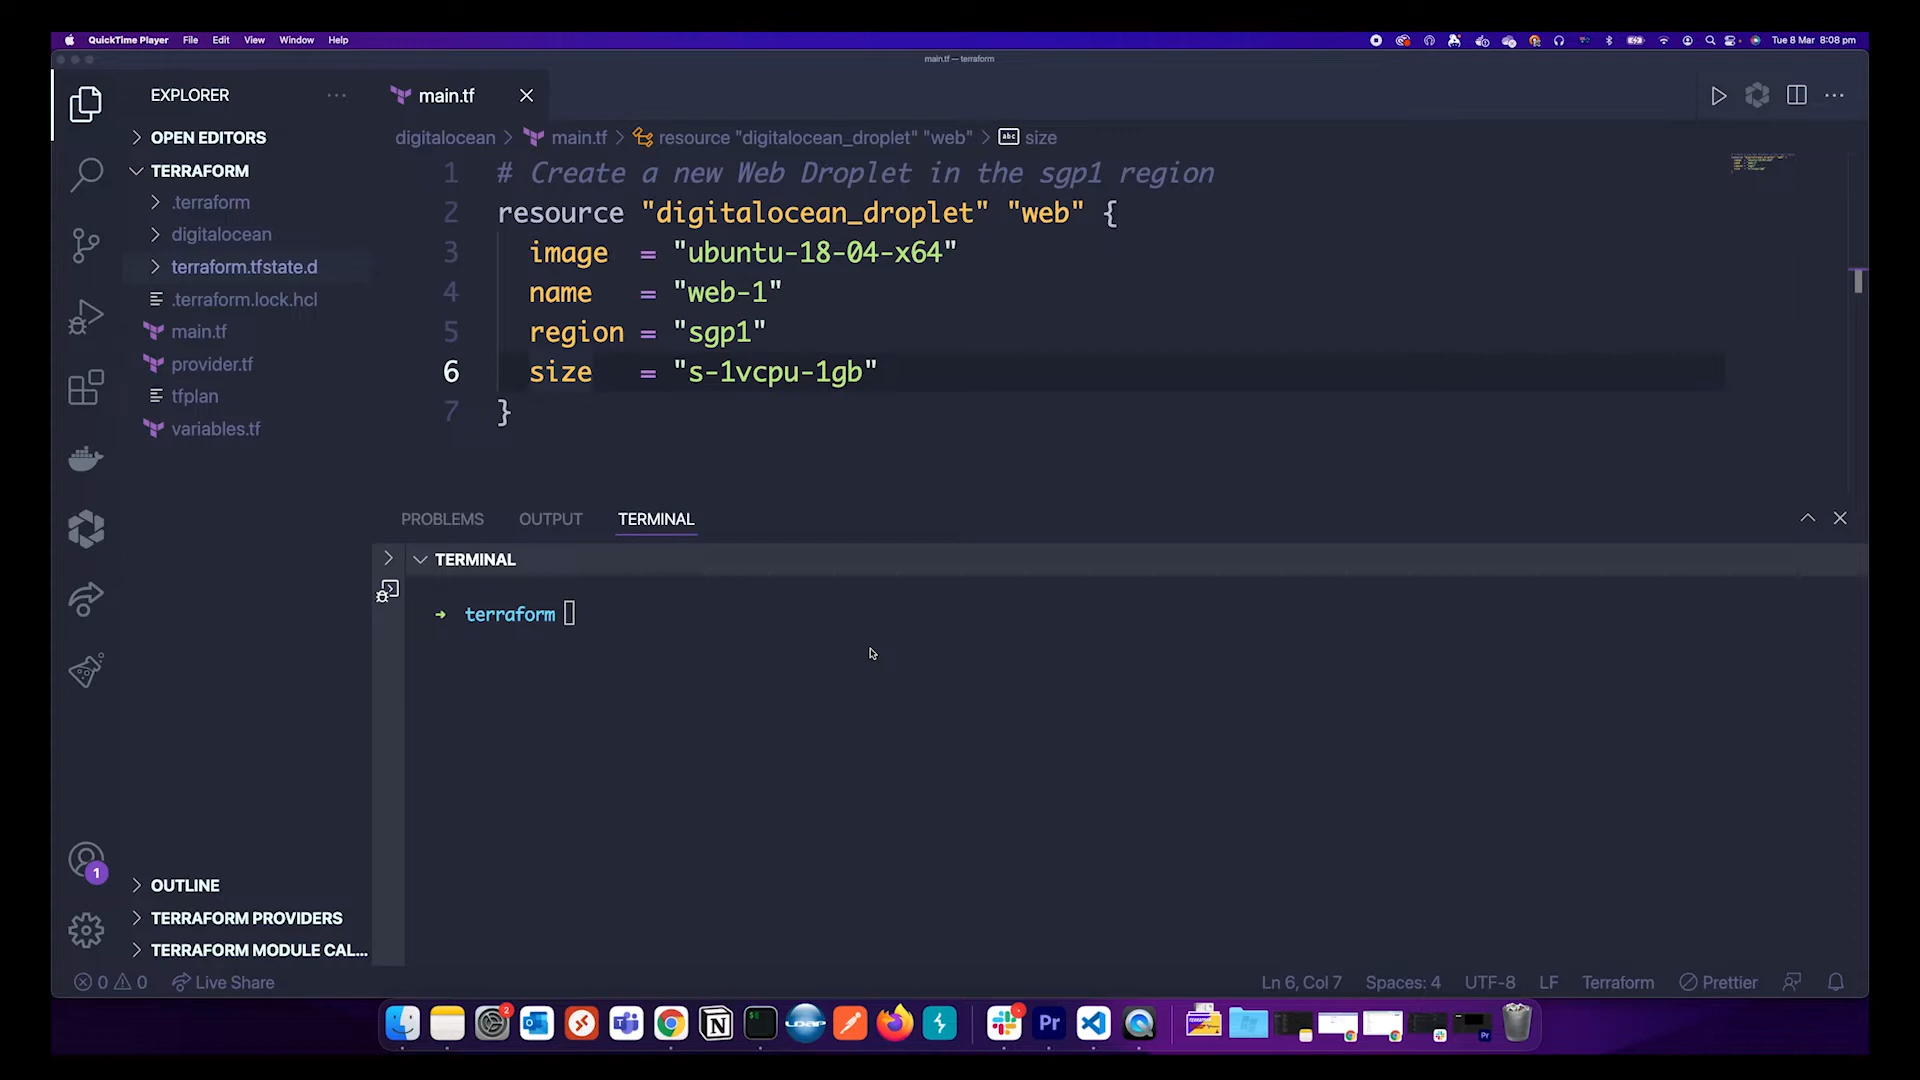 QuickTime Player File Edit View Window Help
Tue 8 Mar 8:08 pm
main.tf — terraform
EXPLORER
main.tf
OPEN EDITORS
TERRAFORM
.terraform
digitalocean
terraform.tfstate.d
.terraform.lock.hcl
main.tf
provider.tf
tfplan
variables.tf
OUTLINE
TERRAFORM PROVIDERS
TERRAFORM MODULE CAL...
digitalocean > main.tf > resource "digitalocean_droplet" "web" > abc size
1 # Create a new Web Droplet in the sgp1 region
2 resource "digitalocean_droplet" "web" {
3 image = "ubuntu-18-04-x64"
4 name = "web-1"
5 region = "sgp1"
6 size = "s-1vcpu-1gb"
7 }
PROBLEMS OUTPUT TERMINAL
TERMINAL
→ terraform
1
0 0 Live Share
Ln 6, Col 7 Spaces: 4 UTF-8 LF Terraform Prettier
2
N
$
LDAP
Pr